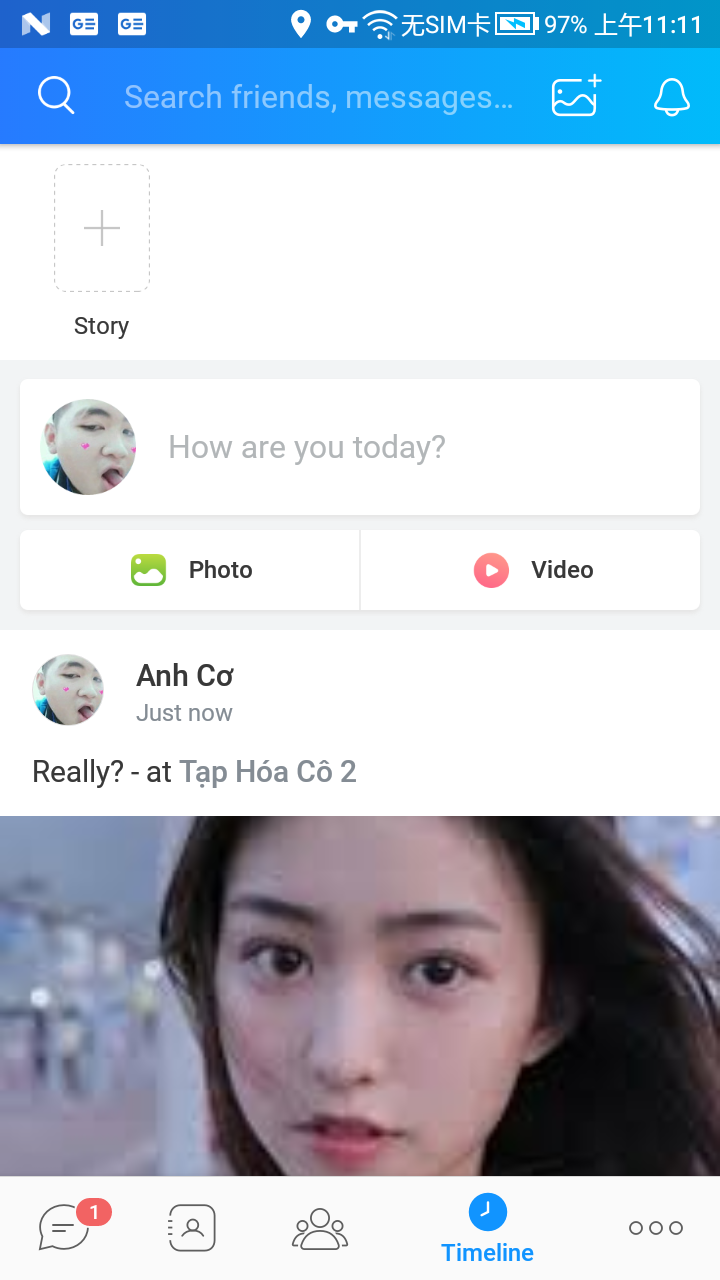 无SIM卡 97% 上午11:11
Search friends, messages...
Story
How are you today?
Photo Video
Anh Cơ
Just now
Really? - at Tạp Hóa Cô 2
1
Timeline